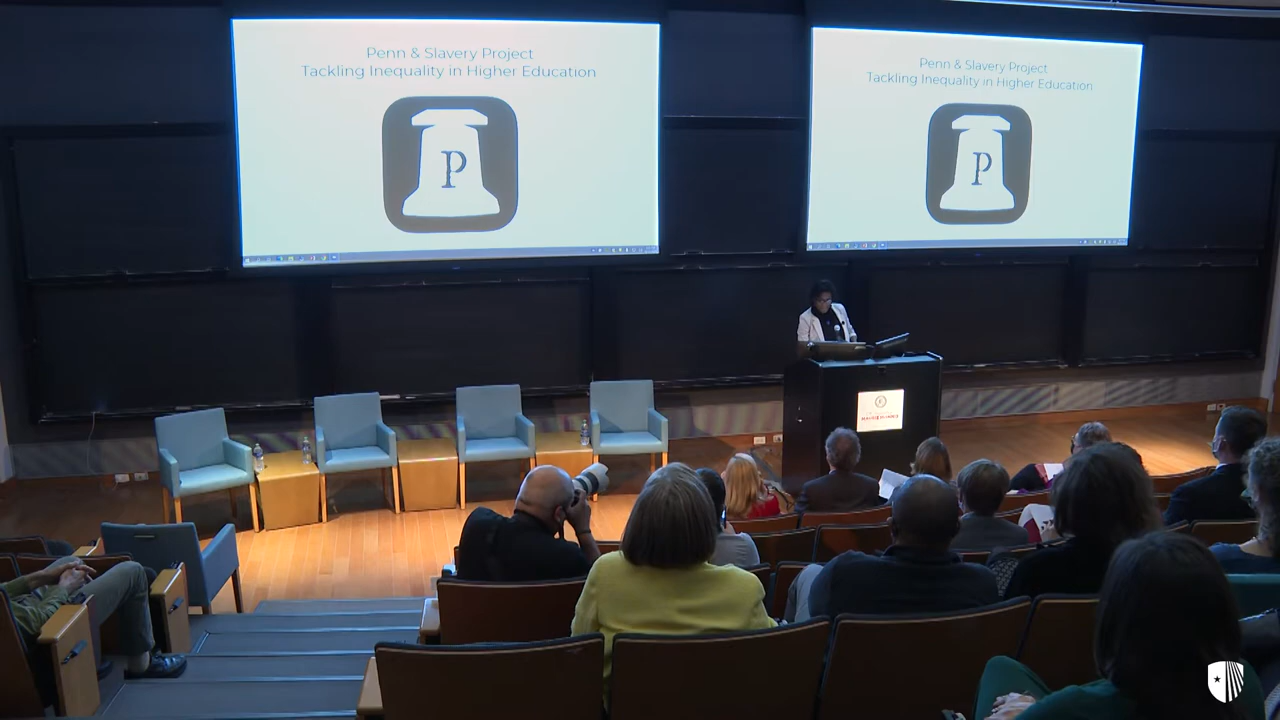 Penn & Slavery Project
Tackling Inequality in Higher Education
P
Penn & Slavery Project
Tackling Inequality in Higher Education
P